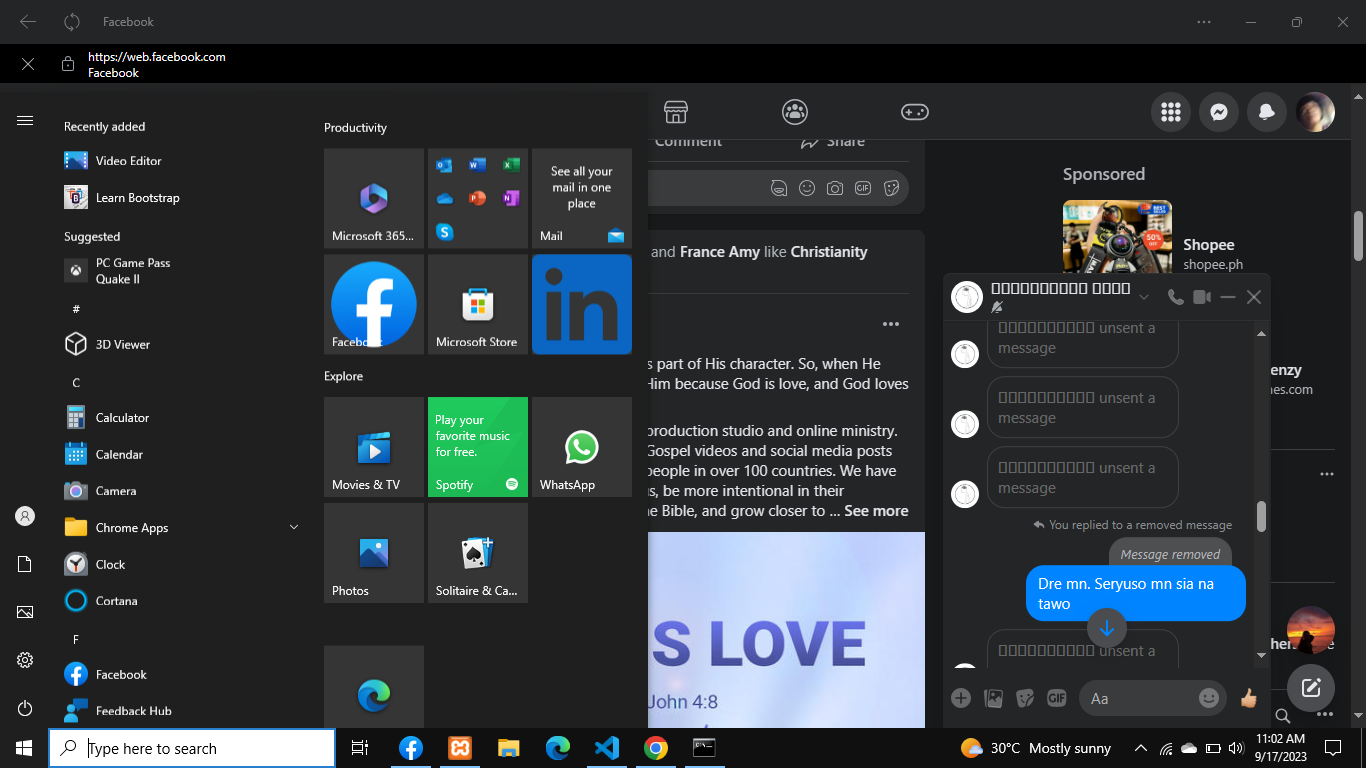 Facebook
https://web.facebook.com
Facebook
Recently added
Video Editor
Learn Bootstrap
Suggested
PC Game Pass
Quake II
#
3D Viewer
C
Calculator
Calendar
Camera
Chrome Apps
Clock
Cortana
F
Facebook
Feedback Hub
Productivity
Microsoft 365...
See all your
mail in one
place
Mail
Facebook
Microsoft Store
Explore
Movies & TV
Play your
favorite music
for free.
Spotify
WhatsApp
Photos
Solitaire & Ca...
Comment
Share
GIF
and France Amy like Christianity
s part of His character. So, when He
Him because God is love, and God loves
production studio and online ministry.
Gospel videos and social media posts
people in over 100 countries. We have
us, be more intentional in their
he Bible, and grow closer to ... See more
S LOVE
John 4:8
Sponsored
BEST
50%
OFF
Shopee
shopee.ph
enzy
nes.com
unsent a
message
unsent a
message
unsent a
message
You replied to a removed message
Message removed
Dre mn. Seryuso mn sia na
tawo
unsent a
GIF
Aa
Type here to search
30°C Mostly sunny
11:02 AM
9/17/2023